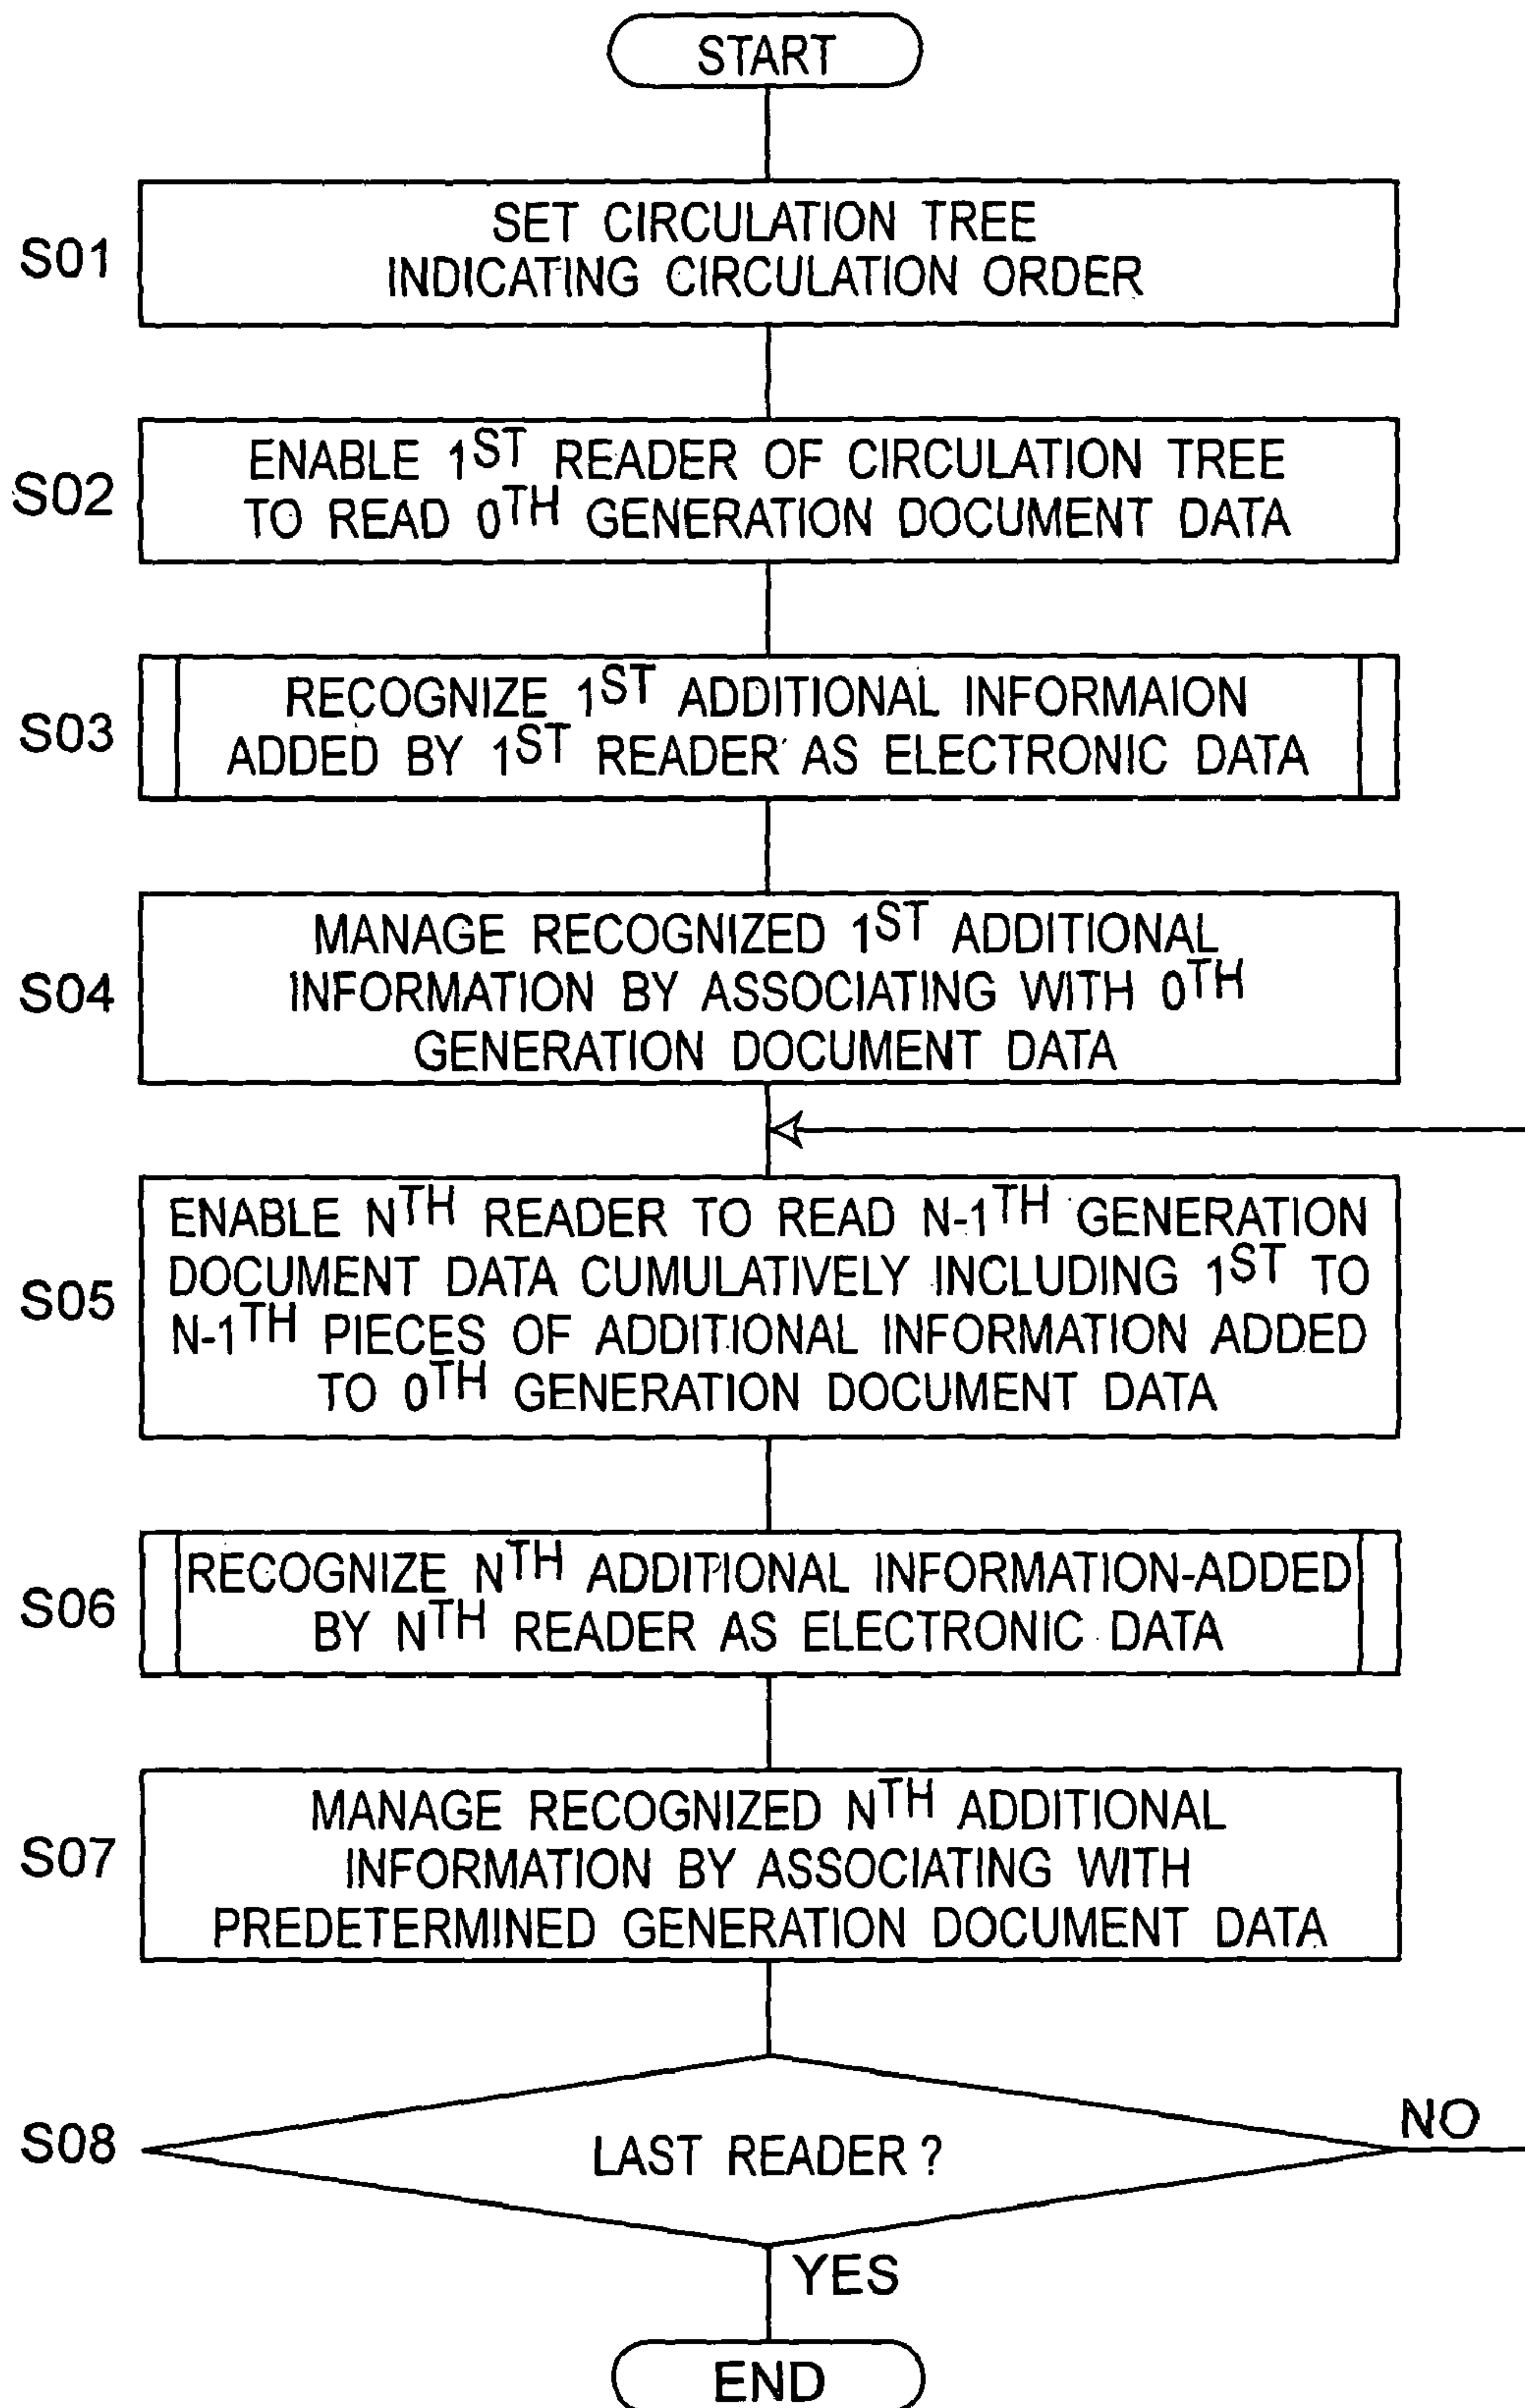 START
S01
SET CIRCULATION TREE
INDICATING CIRCULATION ORDER
S02
ENABLE 1ST READER OF CIRCULATION TREE
TO READ 0TH GENERATION DOCUMENT DATA
S03
RECOGNIZE 1ST ADDITIONAL INFORMAION
ADDED BY 1ST READER AS ELECTRONIC DATA
S04
MANAGE RECOGNIZED 1ST ADDITIONAL
INFORMATION BY ASSOCIATING WITH 0TH
GENERATION DOCUMENT DATA
S05
ENABLE NTH READER TO READ N-1TH GENERATION
DOCUMENT DATA CUMULATIVELY INCLUDING 1ST TO
N-1TH PIECES OF ADDITIONAL INFORMATION ADDED
TO 0TH GENERATION DOCUMENT DATA
S06
RECOGNIZE NTH ADDITIONAL INFORMATION-ADDED
BY NTH READER AS ELECTRONIC DATA
S07
MANAGE RECOGNIZED NTH ADDITIONAL
INFORMATION BY ASSOCIATING WITH
PREDETERMINED GENERATION DOCUMENT DATA
S08
LAST READER ?
NO
YES
END